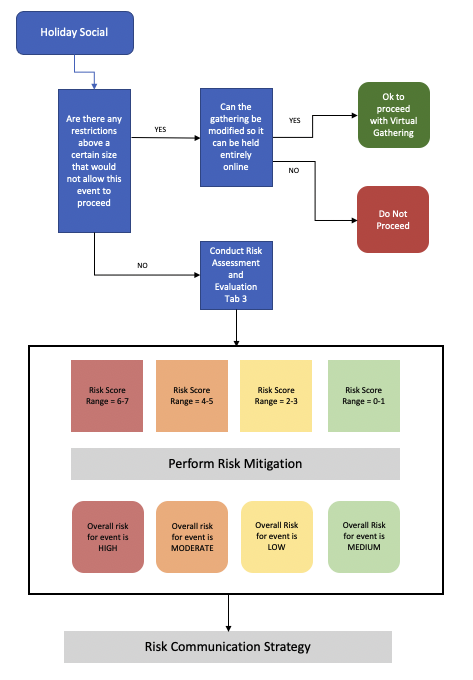 Holiday Social
Are there any
restrictions
above a
certain size
that would
not allow this
event to
proceed
YES
Can the
gathering be
modified so it
can be held
entirely
online
YES
Ok to
proceed
with Virtual
Gathering
NO
Do Not
Proceed
NO
Conduct Risk
Assessment
and
Evaluation
Tab 3
Risk Score
Range = 6-7
Risk Score
Range = 4-5
Risk Score
Range = 2-3
Risk Score
Range = 0-1
Perform Risk Mitigation
Overall risk
for event is
HIGH
Overall risk
for event is
MODERATE
Overall Risk
for event is
LOW
Overall Risk
for event is
MEDIUM
Risk Communication Strategy